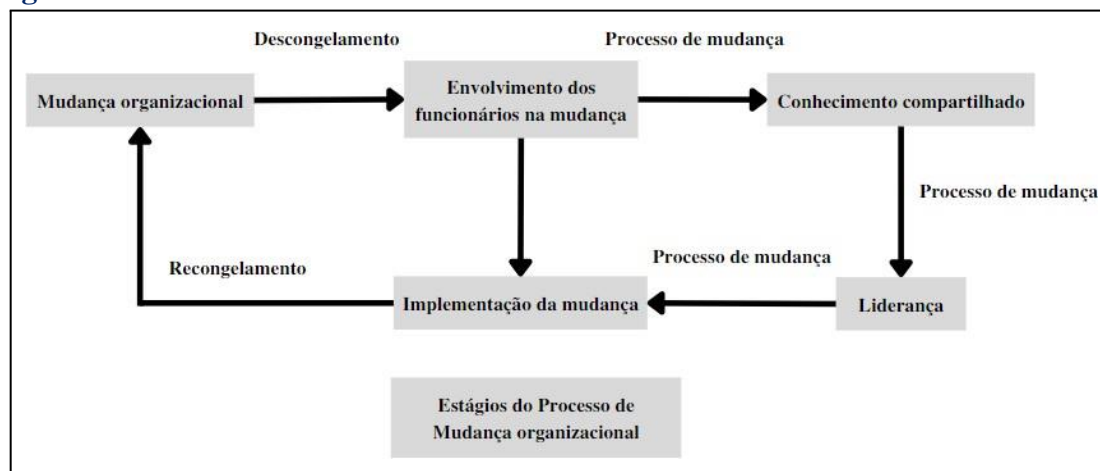 Descongelamento
Processo de mudança
Mudança organizacional
Envolvimento dos
funcionários na mudança
Conhecimento compartilhado
Processo de mudança
Recongelamento
Processo de mudança
Implementação da mudança
Liderança
Estágios do Processo de
Mudança organizacional